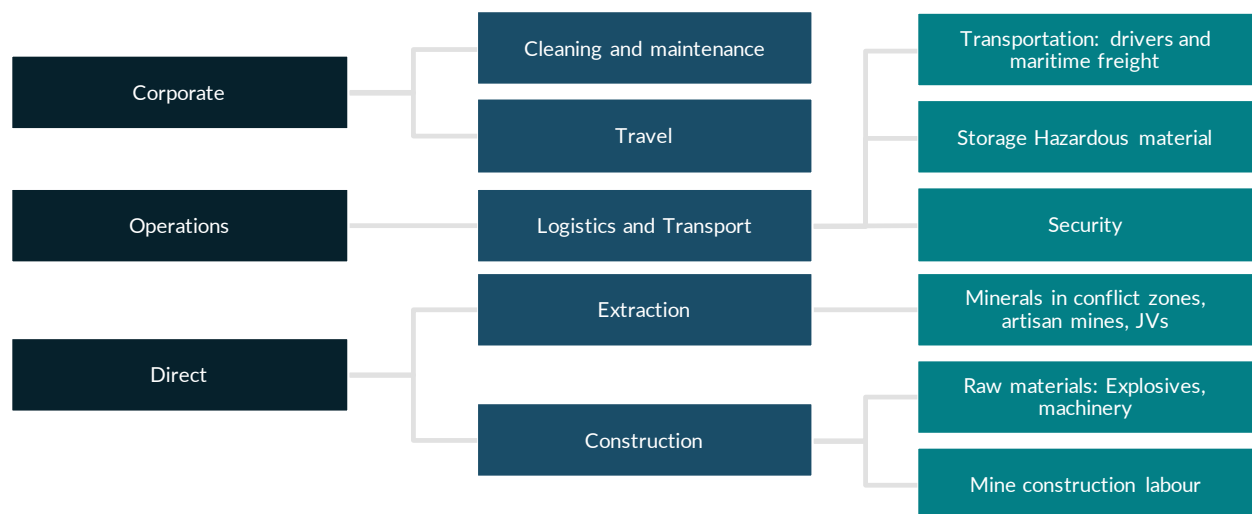 Corporate
Cleaning and maintenance
Travel
Operations
Logistics and Transport
Transportation: drivers and
maritime freight
Storage Hazardous material
Security
Direct
Extraction
Minerals in conflict zones,
artisan mines, JVs
Construction
Raw materials: Explosives,
machinery
Mine construction labour